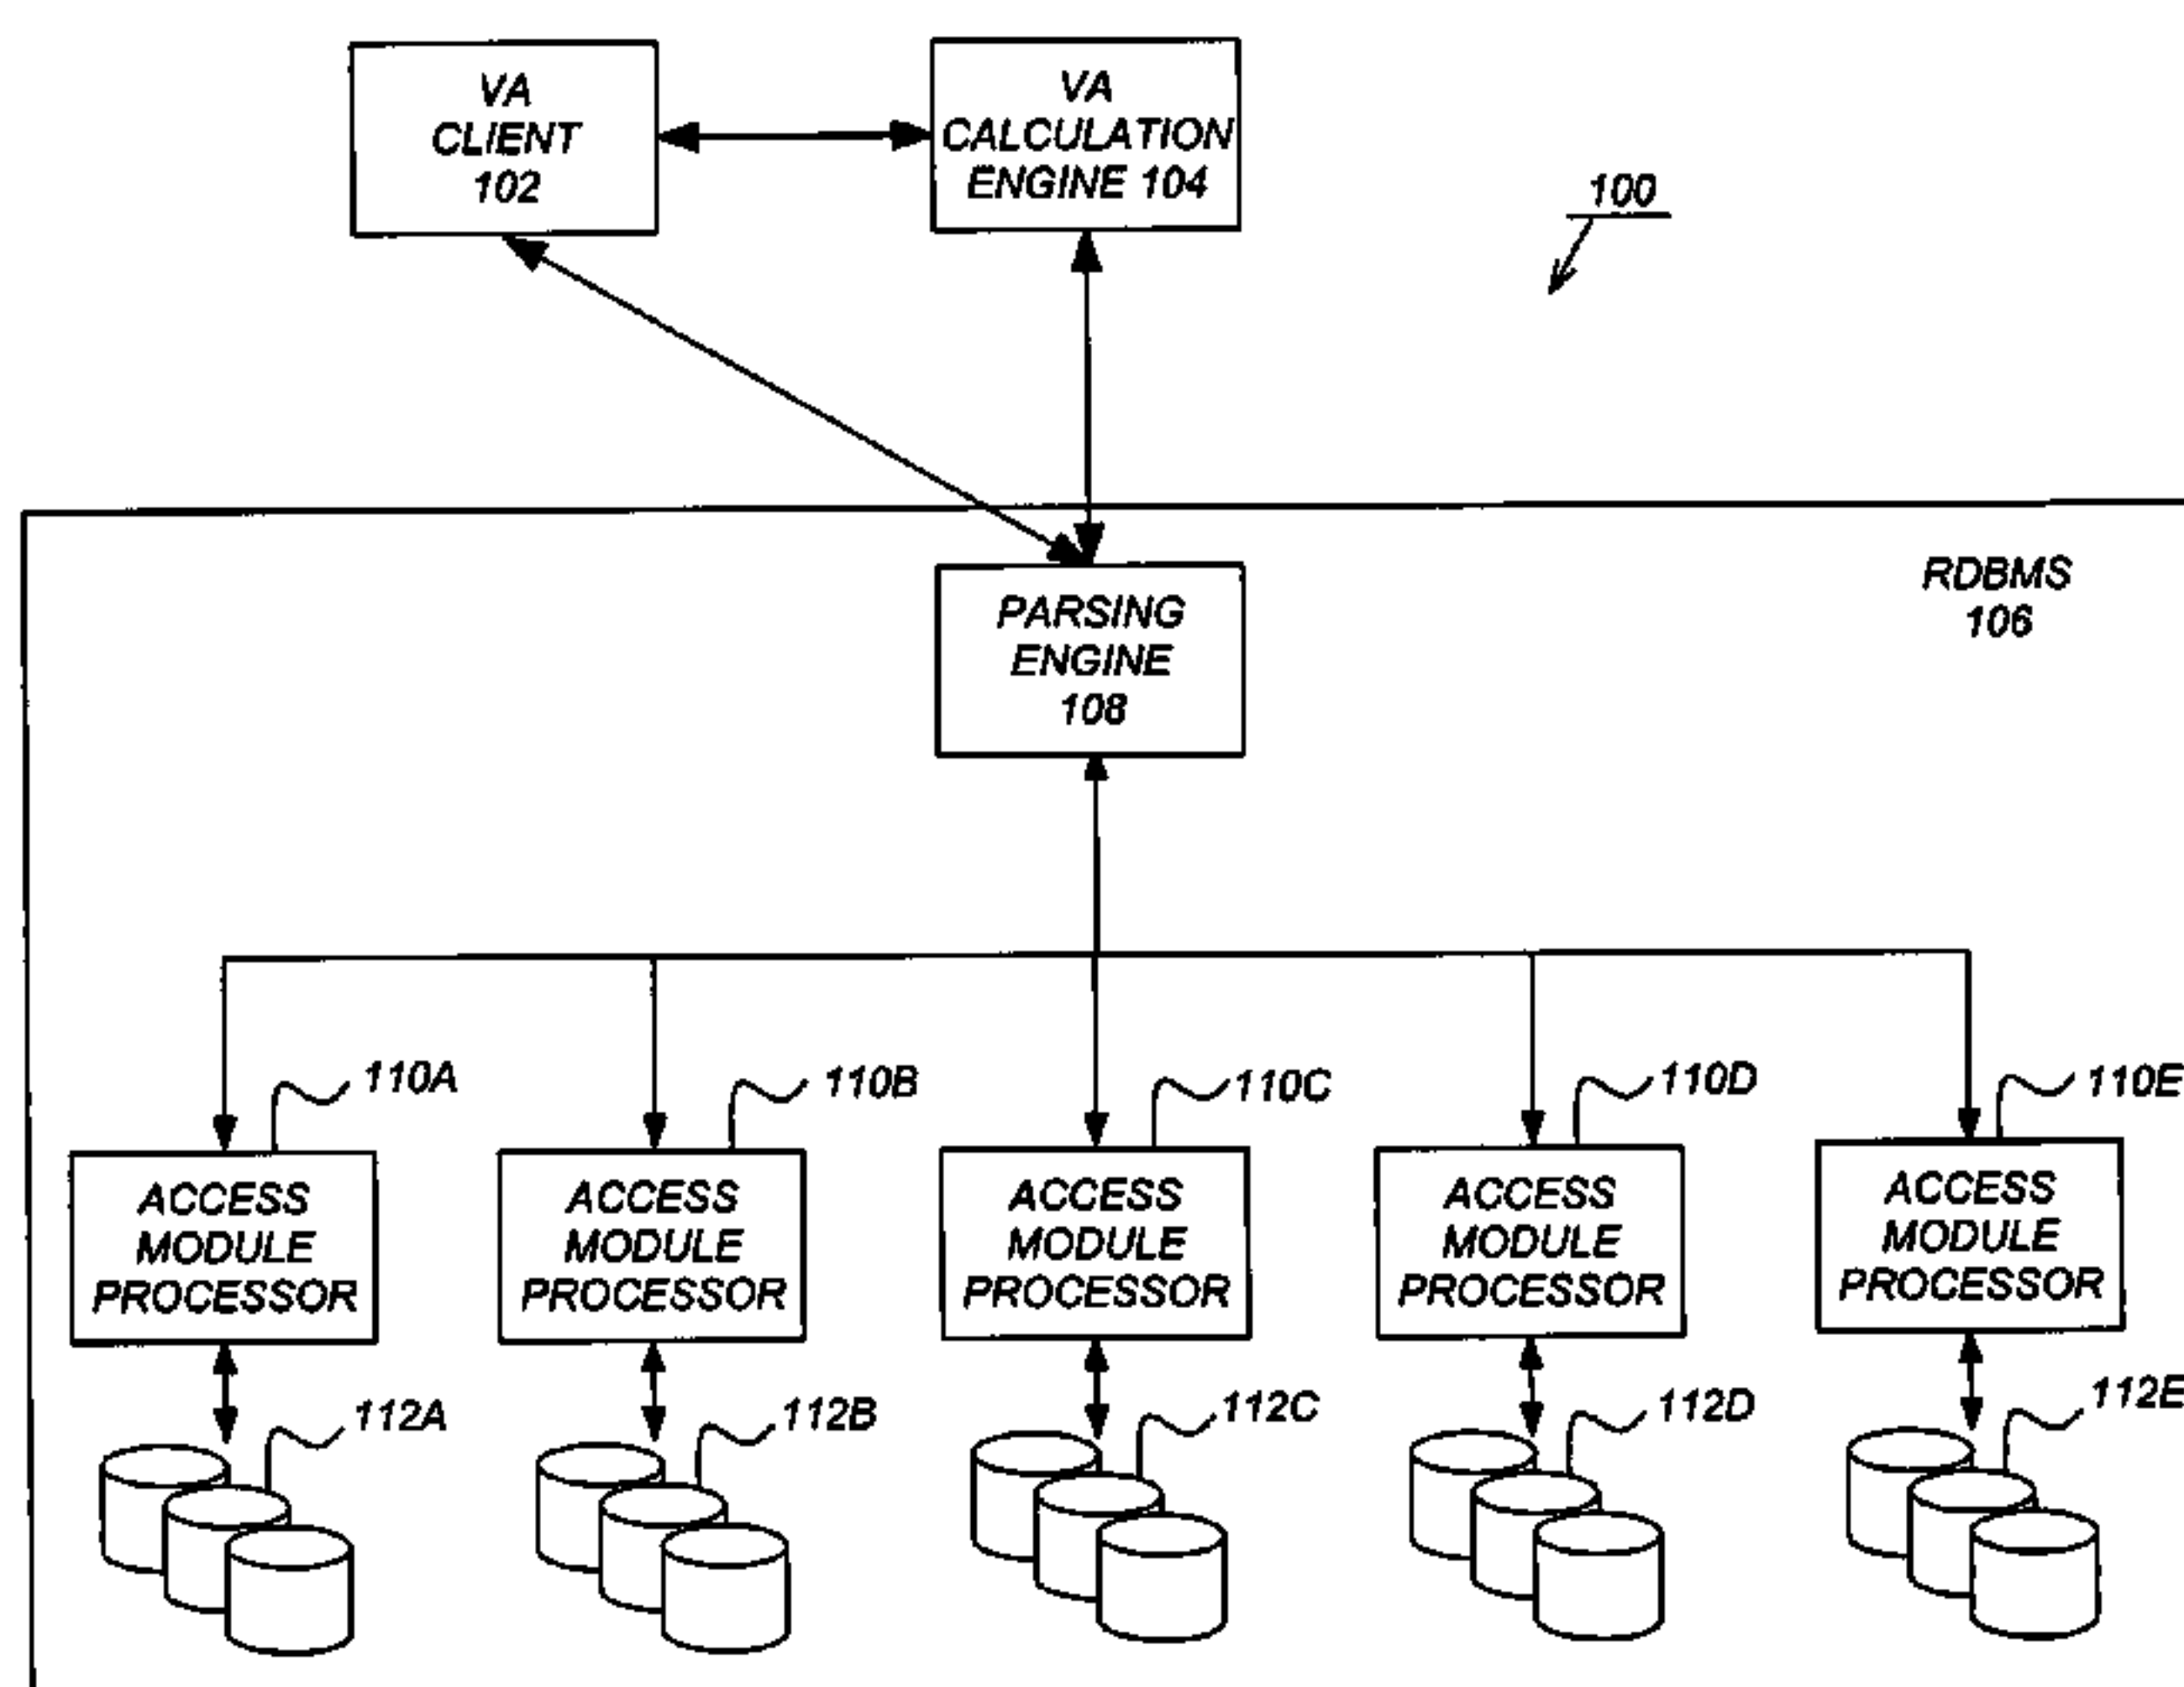 VA
CLIENT
102
VA
CALCULATION
ENGINE 104
100
RDBMS
106
PARSING
ENGINE
108
110A
110B
110C
110D
110E
ACCESS
MODULE
PROCESSOR
ACCESS
MODULE
PROCESSOR
ACCESS
MODULE
PROCESSOR
ACCESS
MODULE
PROCESSOR
ACCESS
MODULE
PROCESSOR
112A
112B
112C
112D
112E